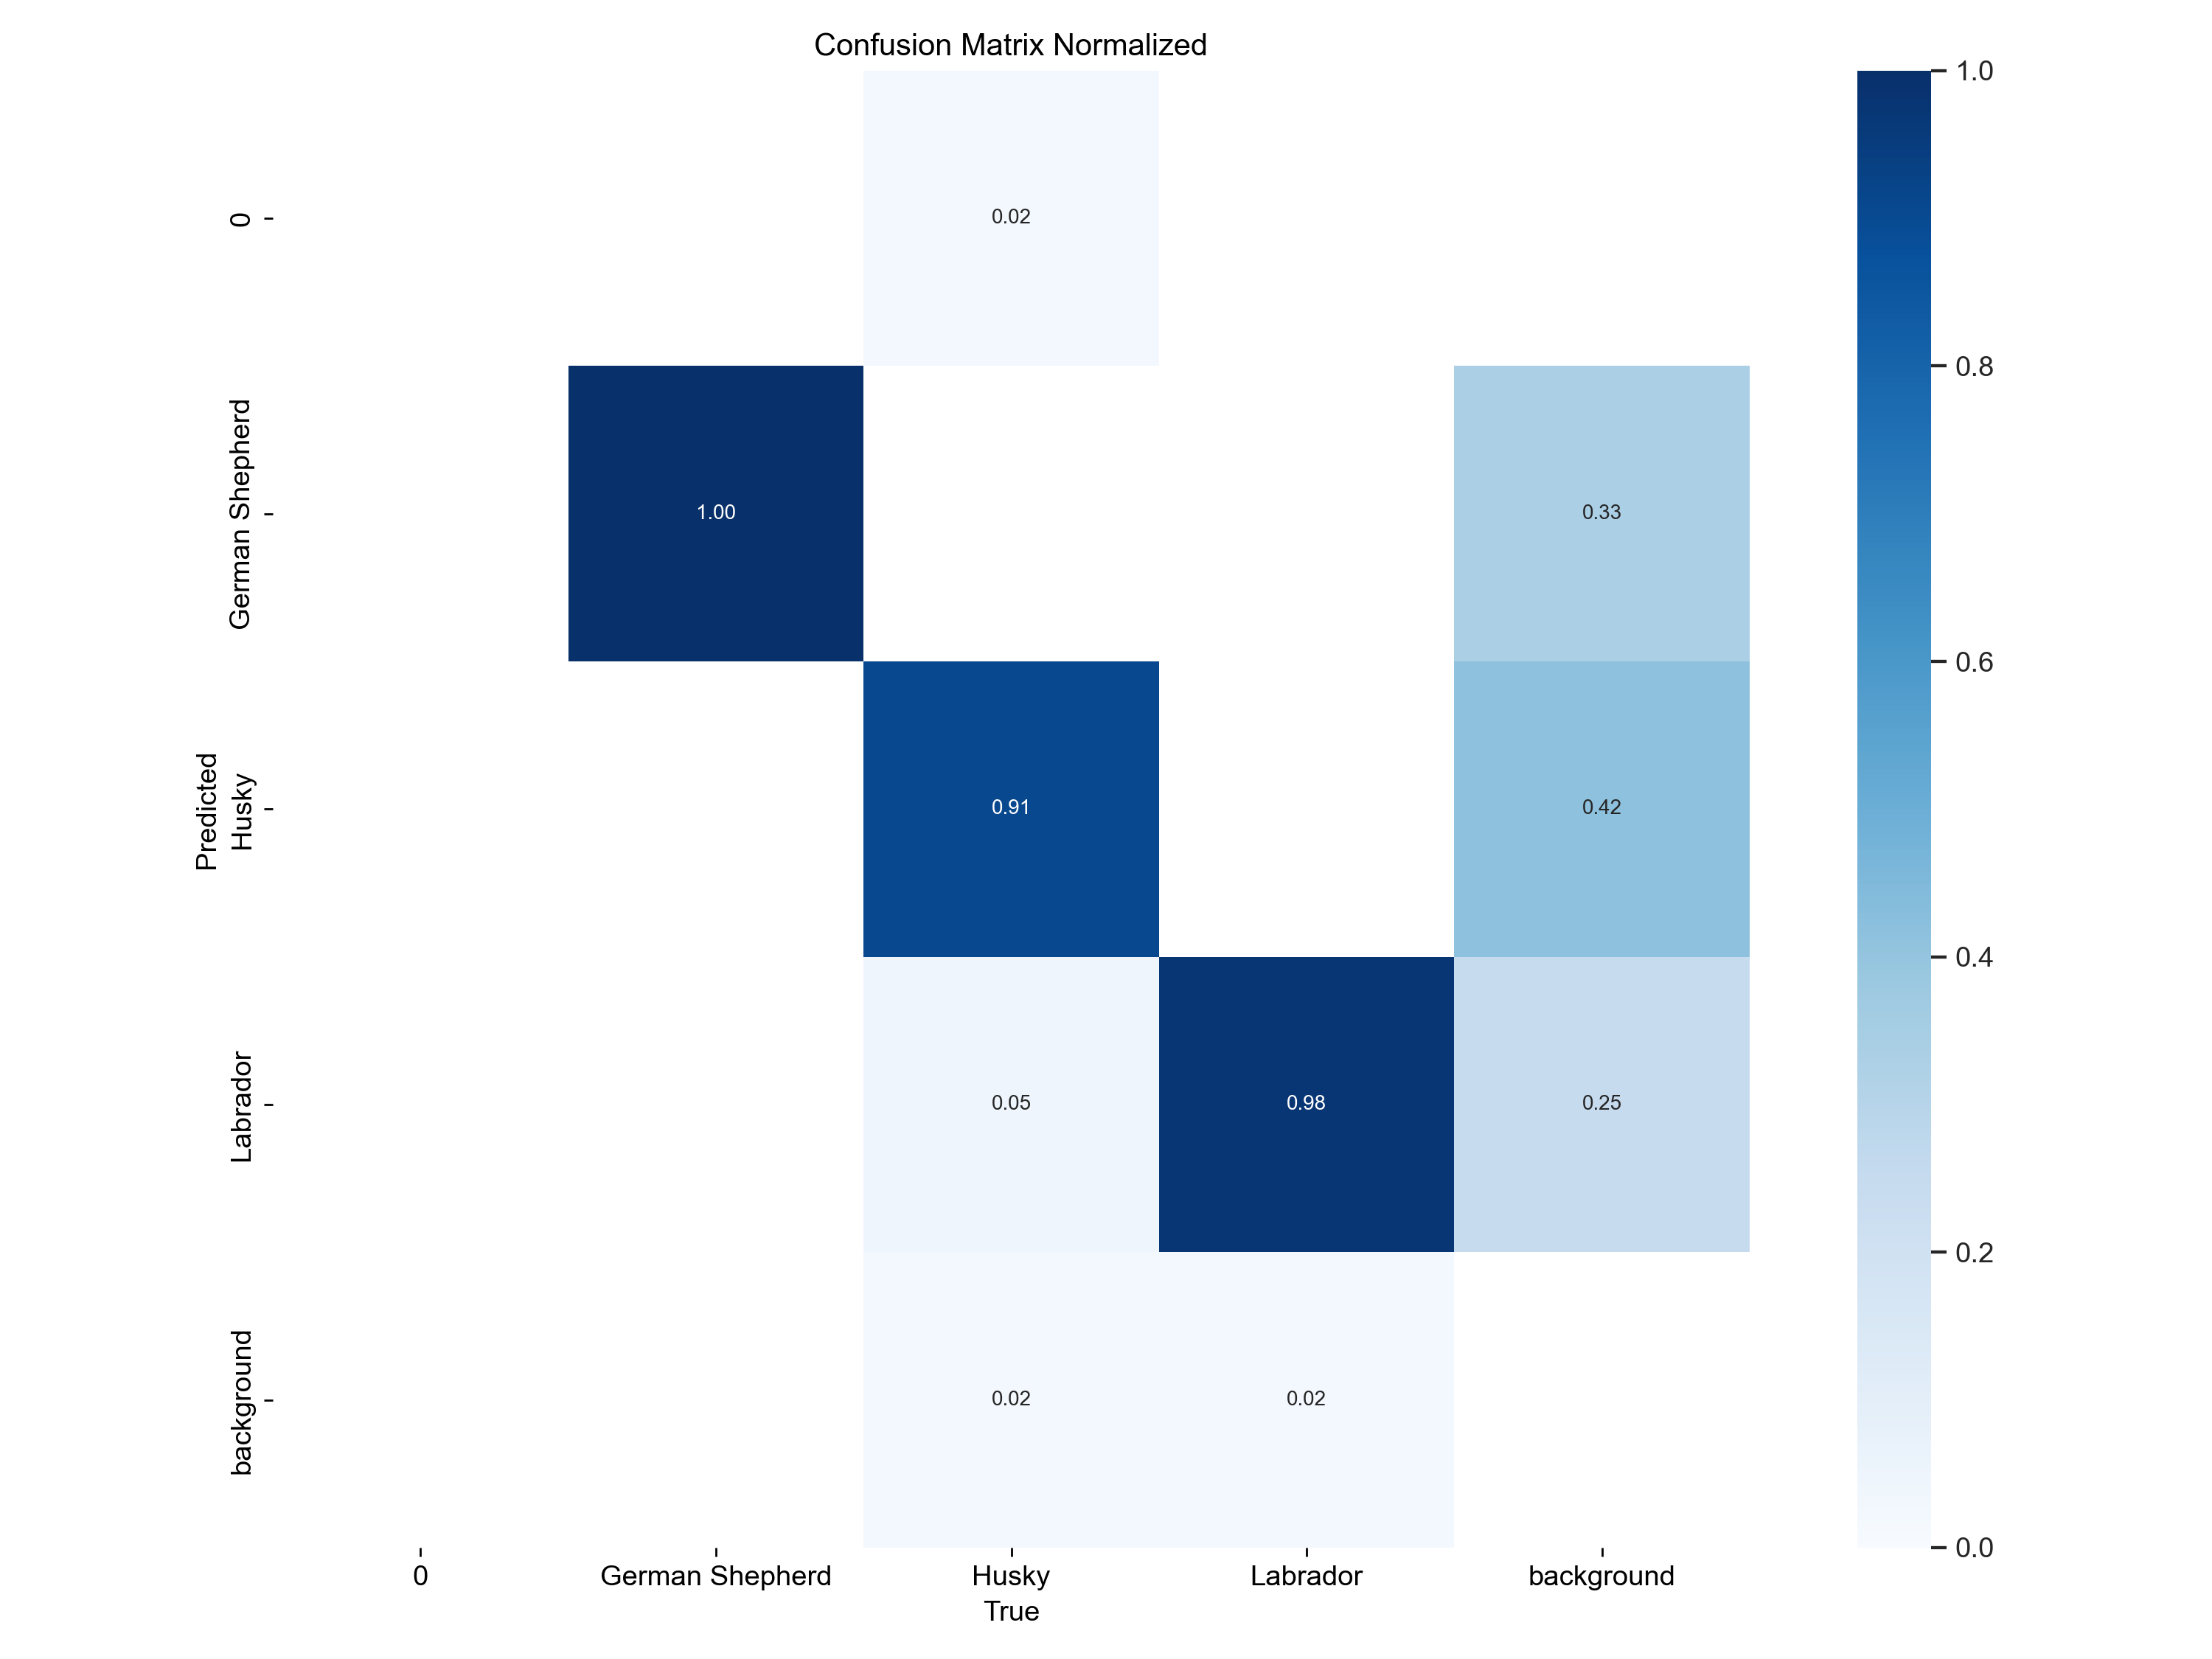 Confusion Matrix Normalized
1.0
0
0.02
0.8
German Shepherd
1.00
0.33
0.6
Predicted
Husky
0.91
0.42
0.4
Labrador
0.05
0.98
0.25
0.2
background
0.02
0.02
0.0
0
German Shepherd
Husky
Labrador
background
True